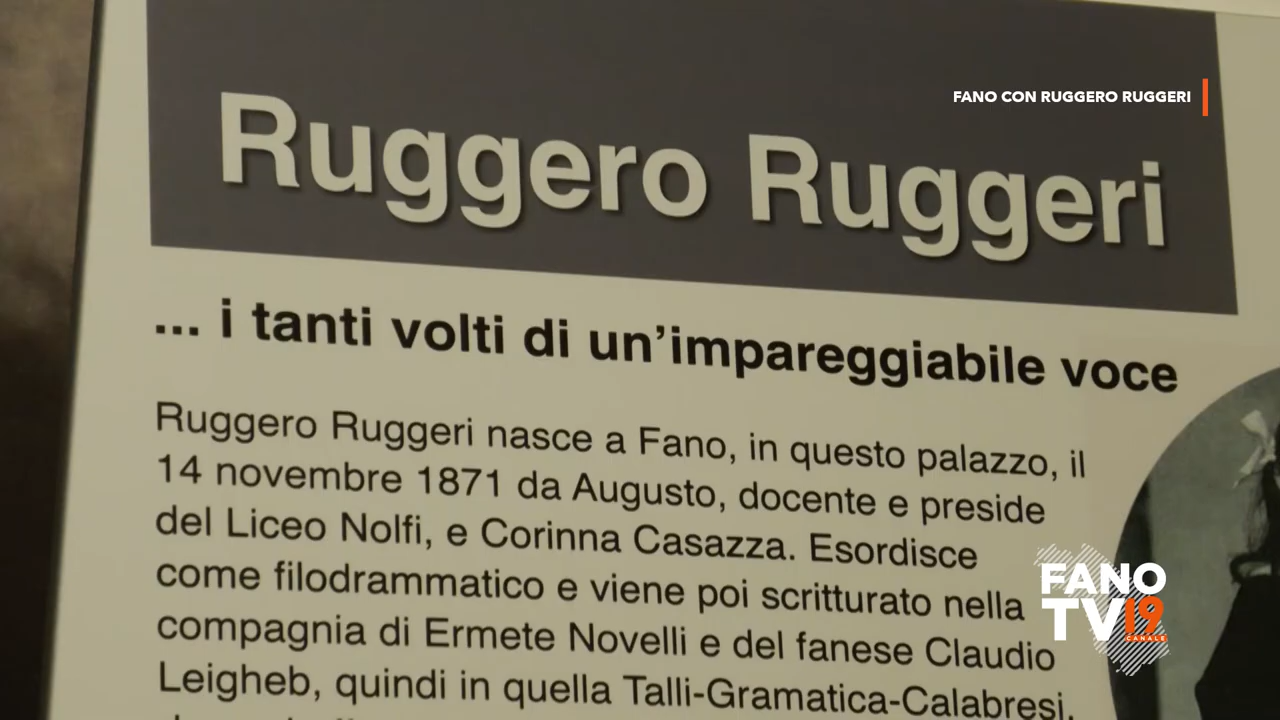 FANO CON RUGGERO RUGGERI
Ruggero Ruggeri
... i tanti volti di un'impareggiabile voce
Ruggero Ruggeri nasce a Fano, in questo palazzo, il
14 novembre 1871 da Augusto, docente e preside
del Liceo Nolfi, e Corinna Casazza. Esordisce
come filodrammatico e viene poi scritturato nella
compagnia di Ermete Novelli e del fanese Claudio
Leigheb, quindi in quella Talli-Gramatica-Calabresi,
FANO
TV19
CANALE